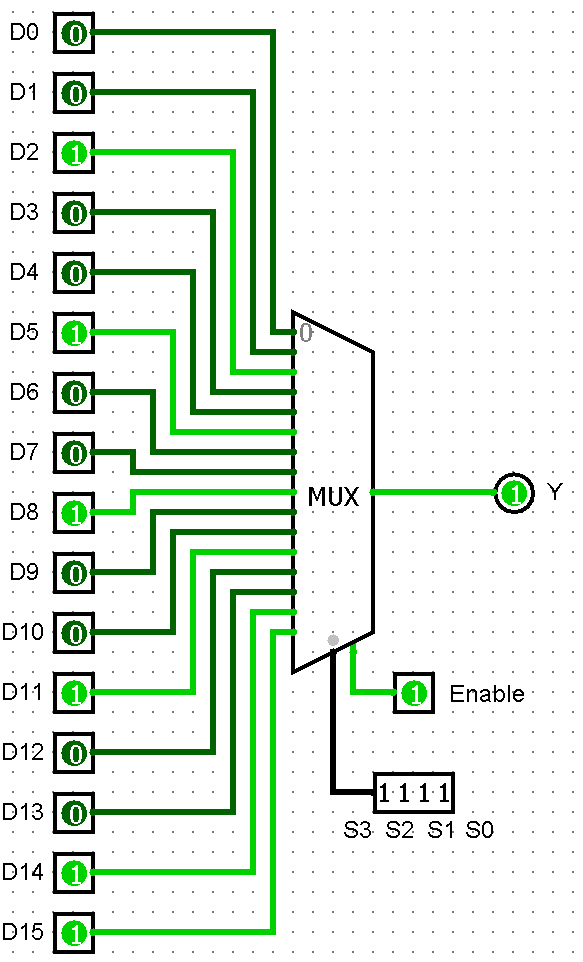 D0 0
D1 0
D2 1
D3 0
D4 0
D5 1
0
D6 0
D7 0
MUX
1 Y
D8 1
D9 0
D10 0
D11 1
1 Enable
D12 0
1 1 1 1
D13 0
S3 S2 S1 S0
D14 1
D15 1